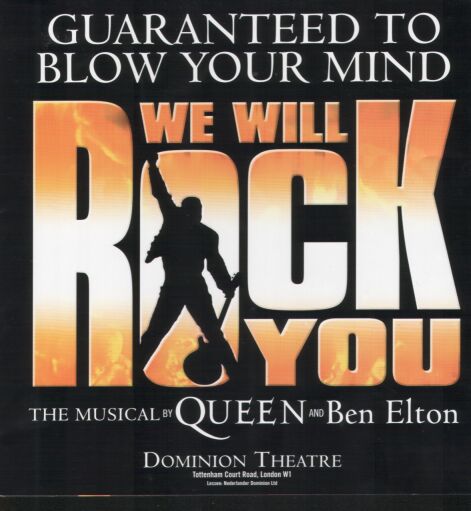 GUARANTEED TO
BLOW YOUR MIND
WE WILL
ROCK
YOU
THE MUSICAL BY QUEEN AND Ben Elton
DOMINION THEATRE
Tottenham Court Road, London W1
Lessee: Nederlander Dominion Ltd